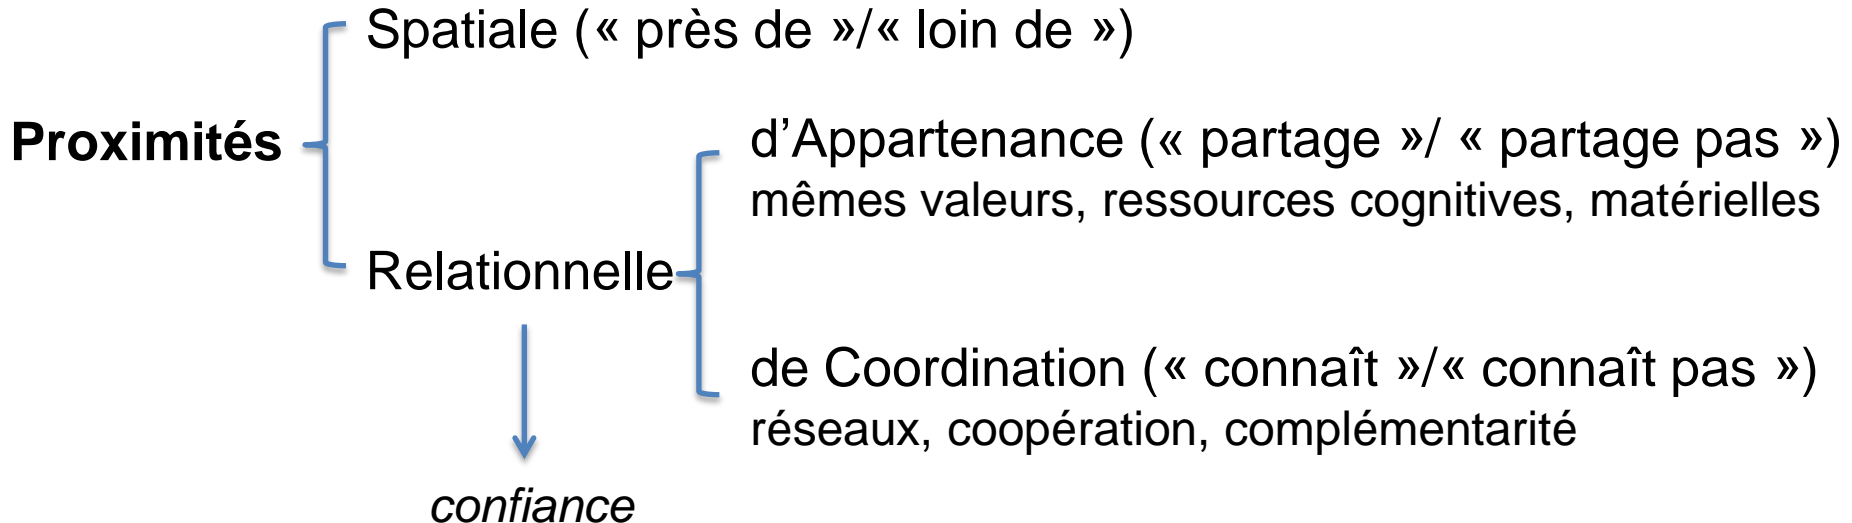 Spatiale (« près de »/« loin de »)
Proximités
d’Appartenance (« partage »/ « partage pas »)
mêmes valeurs, ressources cognitives, matérielles
Relationnelle
de Coordination (« connaît »/« connaît pas »)
réseaux, coopération, complémentarité
confiance